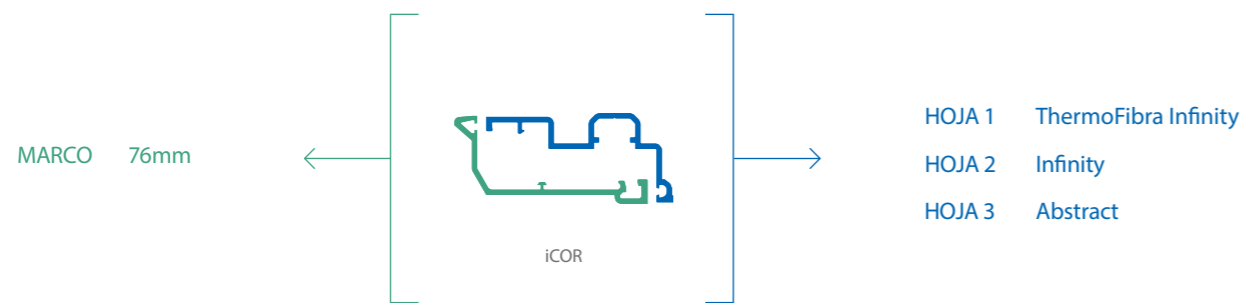 MARCO 76mm
iCOR
HOJA 1 ThermoFibra Infinity
HOJA 2 Infinity
HOJA 3 Abstract